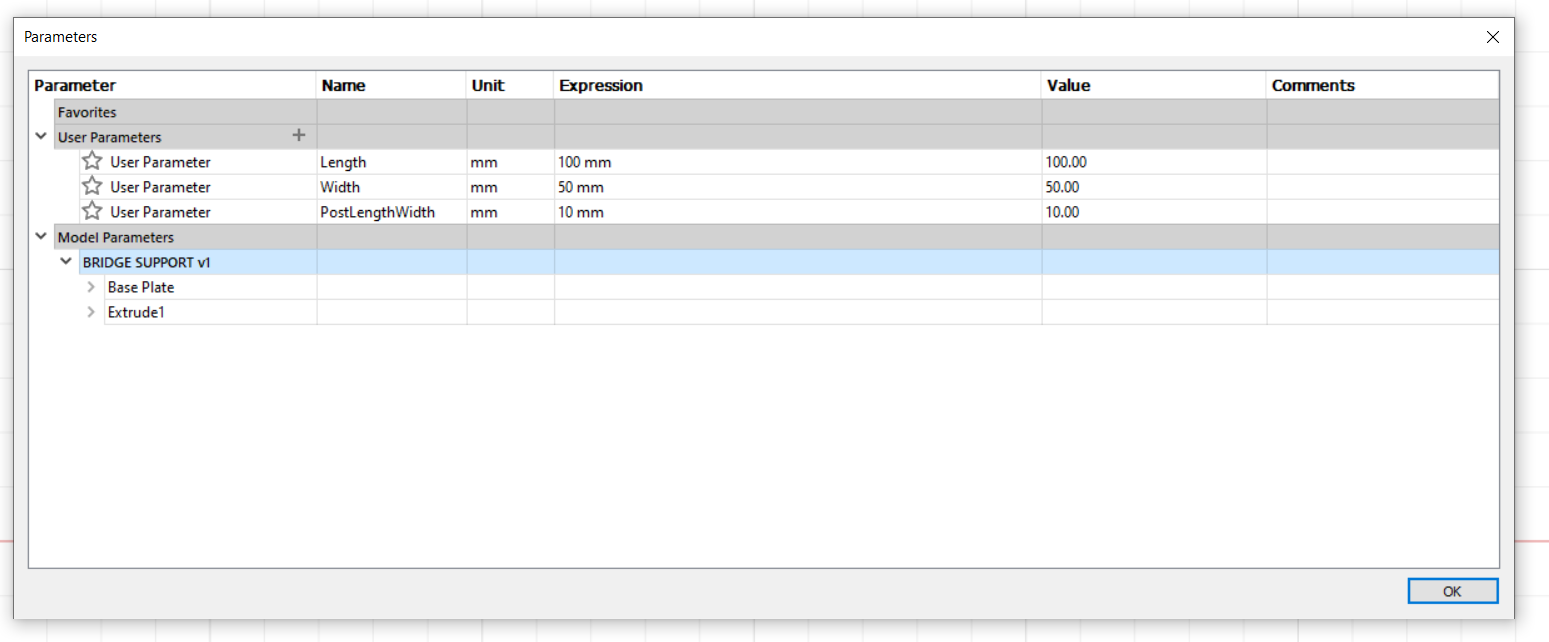 Parameters
Parameter Name Unit Expression Value Comments
Favorites
User Parameters
User Parameter Length mm 100 mm 100.00
User Parameter Width mm 50 mm 50.00
User Parameter PostLengthWidth mm 10 mm 10.00
Model Parameters
BRIDGE SUPPORT v1
Base Plate
Extrude1
OK